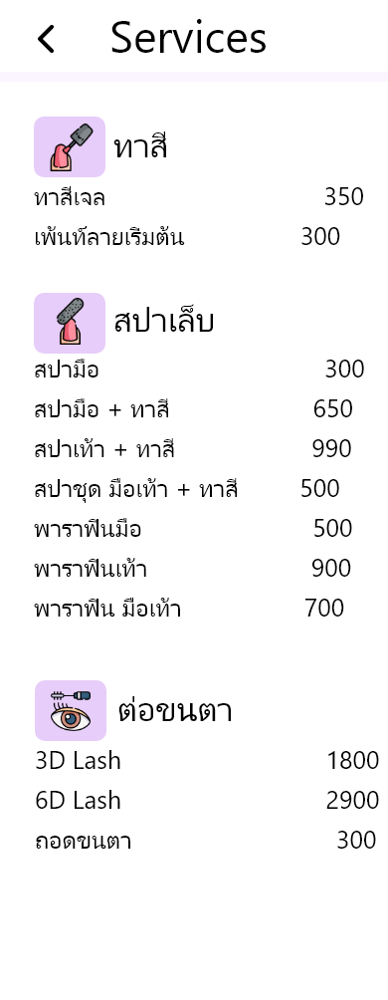 Services
ทาสี
ทาสีเจล 350
เพ้นท์ลายเริ่มต้น 300
สปาเล็บ
สปามือ 300
สปามือ + ทาสี 650
สปาเท้า + ทาสี 990
สปาชุด มือเท้า + ทาสี 500
พาราฟินมือ 500
พาราฟินเท้า 900
พาราฟิน มือเท้า 700
ต่อขนตา
3D Lash 1800
6D Lash 2900
ถอดขนตา 300